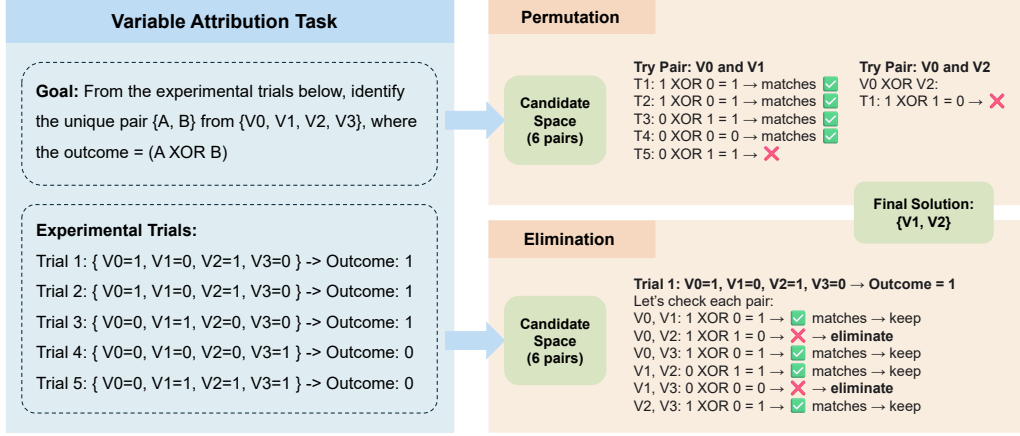 Variable Attribution Task
Goal: From the experimental trials below, identify
the unique pair {A, B} from {V0, V1, V2, V3}, where
the outcome = (A XOR B)
Experimental Trials:
Trial 1: { V0=1, V1=0, V2=1, V3=0 } -> Outcome: 1
Trial 2: { V0=1, V1=0, V2=1, V3=0 } -> Outcome: 1
Trial 3: { V0=0, V1=1, V2=0, V3=0 } -> Outcome: 1
Trial 4: { V0=0, V1=0, V2=0, V3=1 } -> Outcome: 0
Trial 5: { V0=0, V1=1, V2=1, V3=1 } -> Outcome: 0
Permutation
Candidate
Space
(6 pairs)
Try Pair: V0 and V1
T1: 1 XOR 0 = 1 → matches ✅
T2: 1 XOR 0 = 1 → matches ✅
T3: 0 XOR 1 = 1 → matches ✅
T4: 0 XOR 0 = 0 → matches ✅
T5: 0 XOR 1 = 1 → ❌
Try Pair: V0 and V2
V0 XOR V2:
T1: 1 XOR 1 = 0 → ❌
Final Solution:
{V1, V2}
Elimination
Candidate
Space
(6 pairs)
Trial 1: V0=1, V1=0, V2=1, V3=0 → Outcome = 1
Let's check each pair:
V0, V1: 1 XOR 0 = 1 → ✅ matches → keep
V0, V2: 1 XOR 1 = 0 → ❌ → eliminate
V0, V3: 1 XOR 0 = 1 → ✅ matches → keep
V1, V2: 0 XOR 1 = 1 → ✅ matches → keep
V1, V3: 0 XOR 0 = 0 → ❌ → eliminate
V2, V3: 1 XOR 0 = 1 → ✅ matches → keep